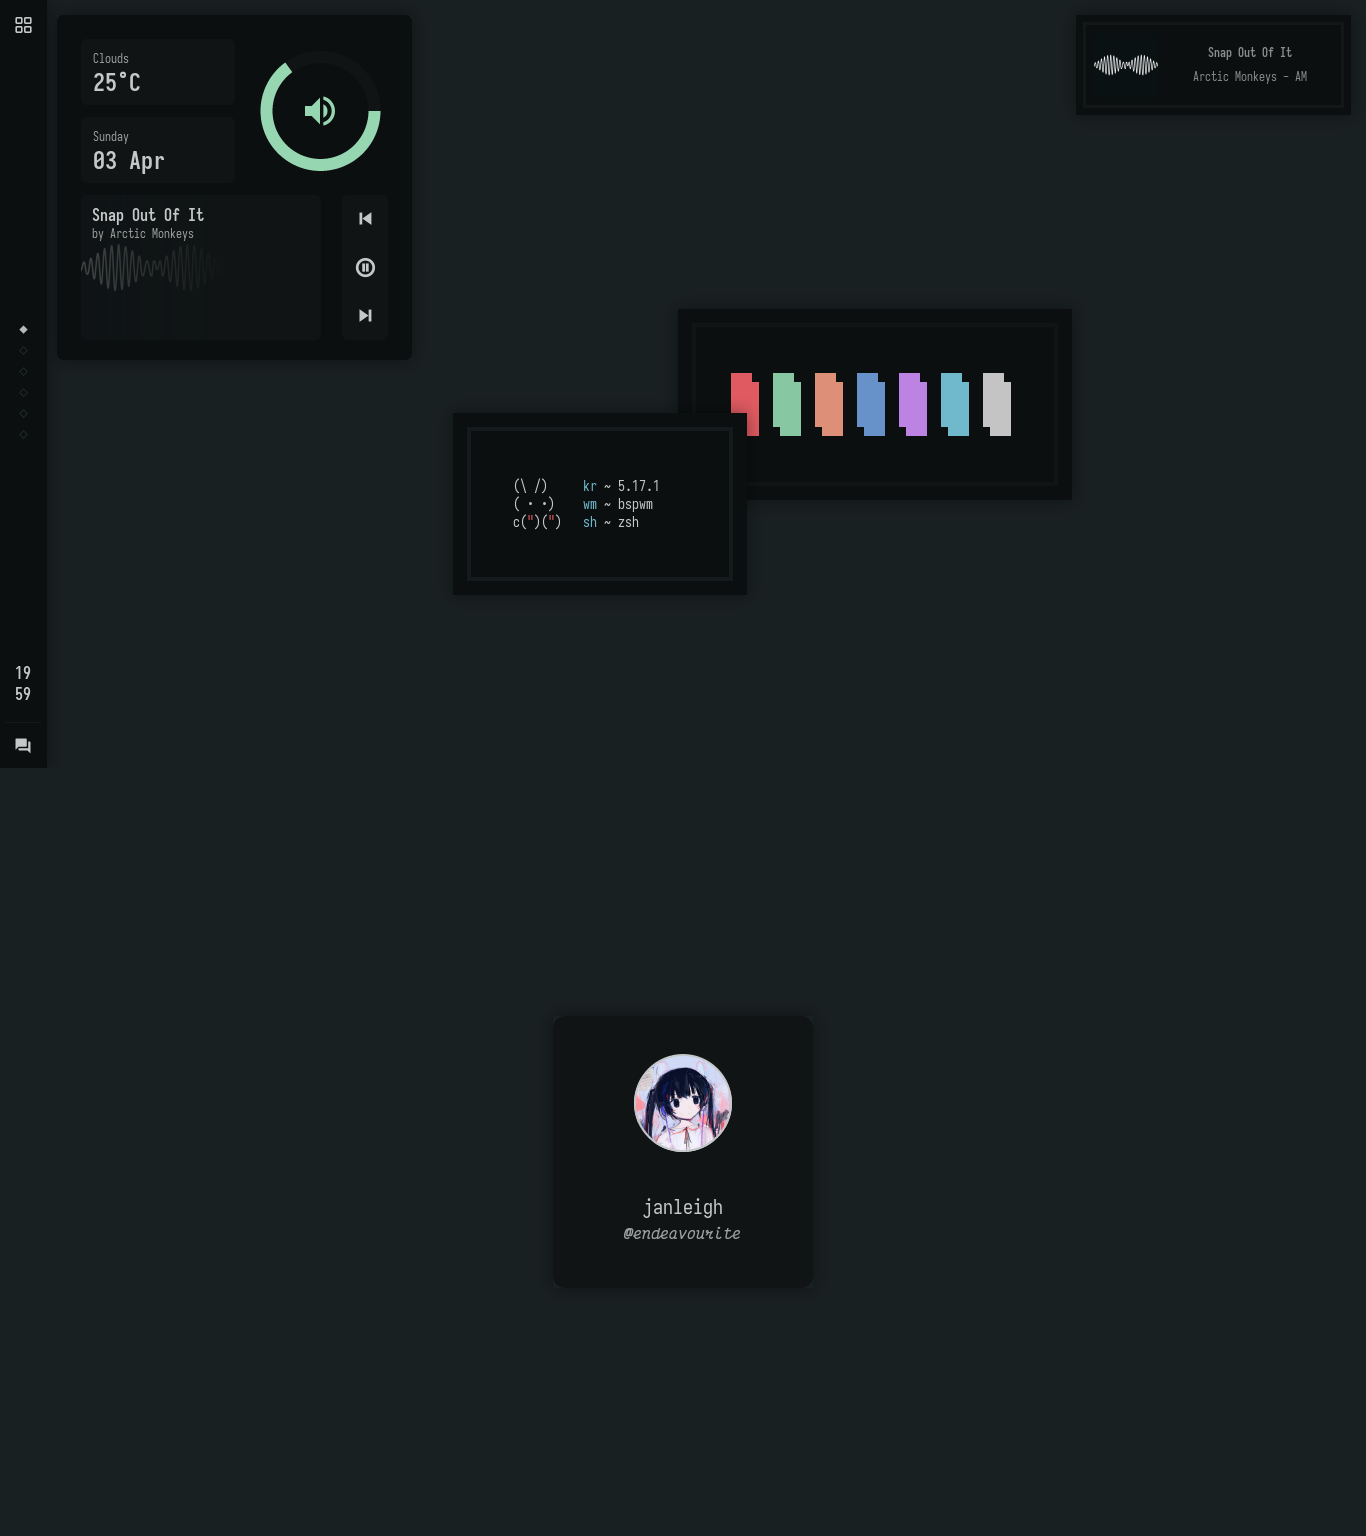 Clouds
25°C
Sunday
03 Apr
Snap Out Of It
by Arctic Monkeys
Snap Out Of It
Arctic Monkeys - AM
(\ /)
( · ·)
c(")(")
kr ~ 5.17.1
wm ~ bspwm
sh ~ zsh
19
59
janleigh
@endeavourite